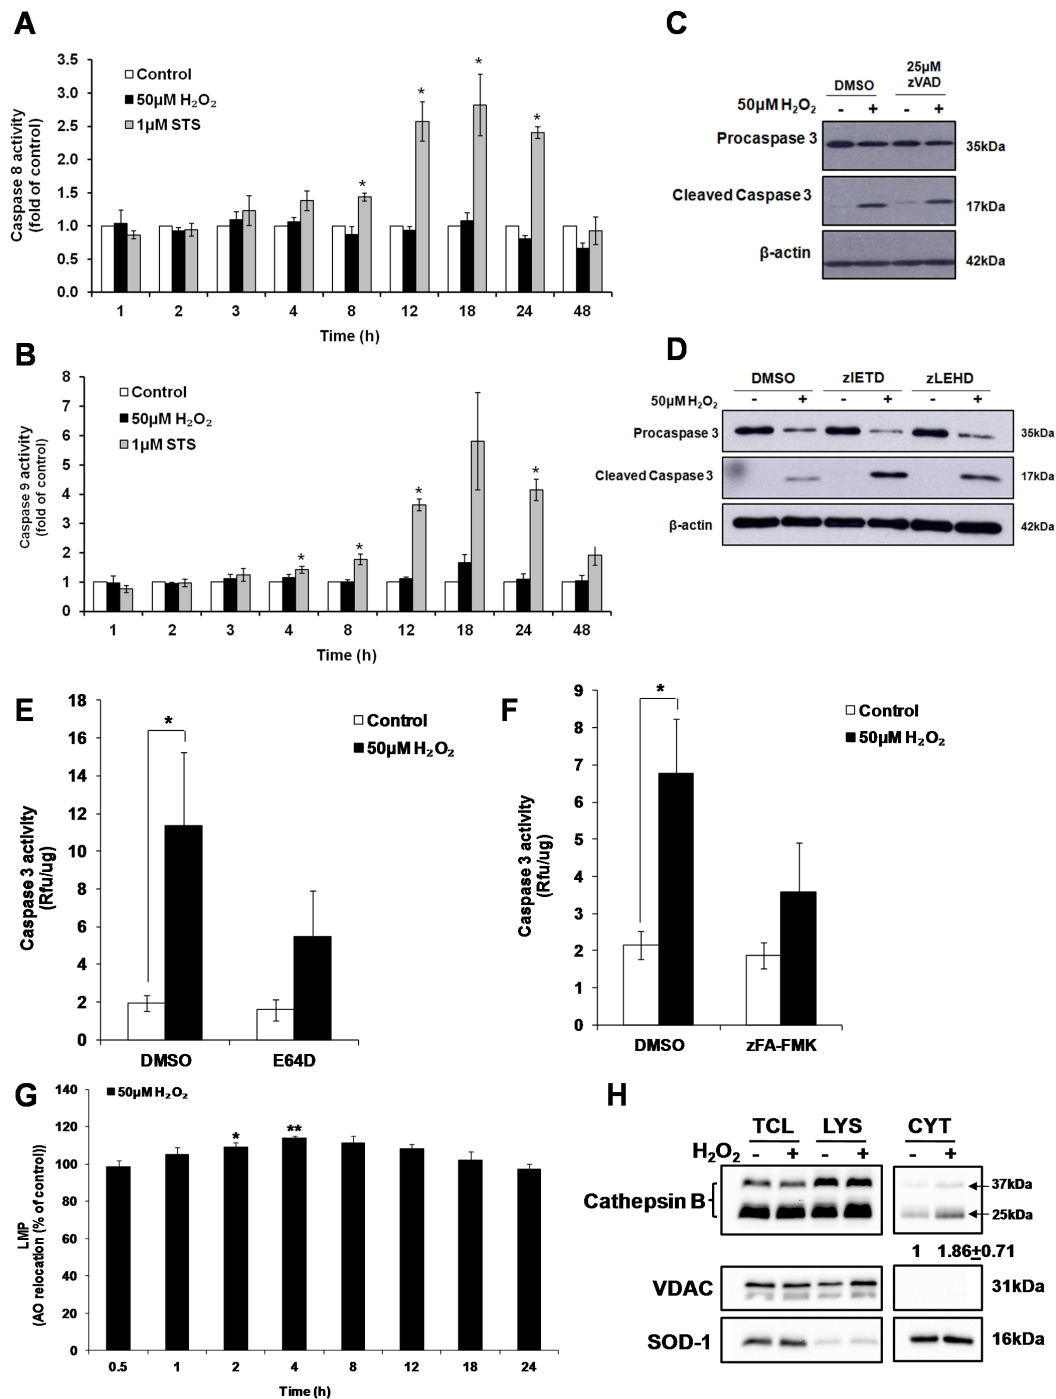 A
Caspase 8 activity
(fold of control)
3.5
3.0
2.5
2.0
1.5
1.0
0.5
0.0
Control
50µM H₂O₂
1µM STS
* * * *
1 2 3 4 8 12 18 24 48
Time (h)
B
Caspase 9 activity
(fold of control)
8
7
6
5
4
3
2
1
0
Control
50µM H₂O₂
1µM STS
* * * *
1 2 3 4 8 12 18 24 48
Time (h)
C
DMSO
25µM
zVAD
50µM H₂O₂ - + - +
Procaspase 3 35kDa
Cleaved Caspase 3 17kDa
β-actin 42kDa
D
DMSO zIETD zLEHD
50µM H₂O₂ - + - + - +
Procaspase 3 35kDa
Cleaved Caspase 3 17kDa
β-actin 42kDa
E
Caspase 3 activity
(Rfu/ug)
18
16
14
12
10
8
6
4
2
0
*
Control
50µM H₂O₂
DMSO E64D
F
Caspase 3 activity
(Rfu/ug)
9
8
7
6
5
4
3
2
1
0
*
Control
50µM H₂O₂
DMSO zFA-FMK
G
LMP
(AO relocation (% of control))
140
120
100
80
60
40
20
0
50µM H₂O₂
* **
0.5 1 2 4 8 12 18 24
Time (h)
H
TCL LYS CYT
H₂O₂ - + - + - +
Cathepsin B 37kDa
25kDa
1 1.86±0.71
VDAC 31kDa
SOD-1 16kDa